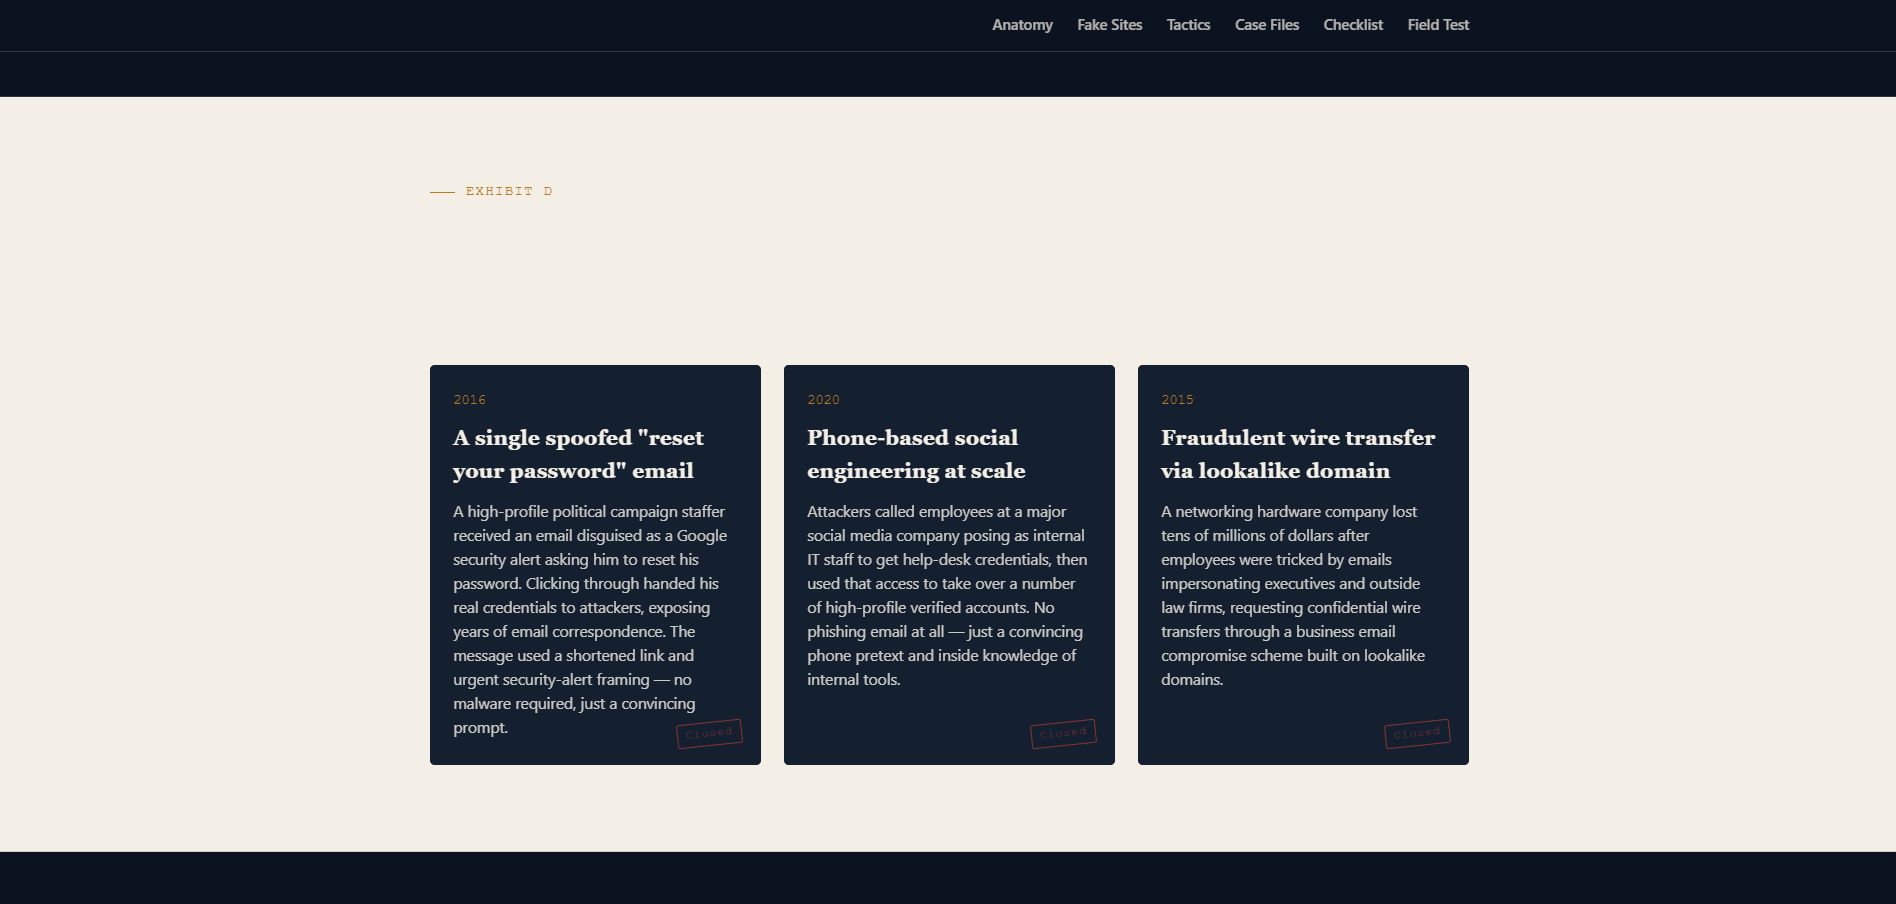 Anatomy Fake Sites Tactics Case Files Checklist Field Test
EXHIBIT D
2016
A single spoofed "reset
your password" email
A high-profile political campaign staffer
received an email disguised as a Google
security alert asking him to reset his
password. Clicking through handed his
real credentials to attackers, exposing
years of email correspondence. The
message used a shortened link and
urgent security-alert framing — no
malware required, just a convincing
prompt.
Closed
2020
Phone-based social
engineering at scale
Attackers called employees at a major
social media company posing as internal
IT staff to get help-desk credentials, then
used that access to take over a number
of high-profile verified accounts. No
phishing email at all — just a convincing
phone pretext and inside knowledge of
internal tools.
Closed
2015
Fraudulent wire transfer
via lookalike domain
A networking hardware company lost
tens of millions of dollars after
employees were tricked by emails
impersonating executives and outside
law firms, requesting confidential wire
transfers through a business email
compromise scheme built on lookalike
domains.
Closed